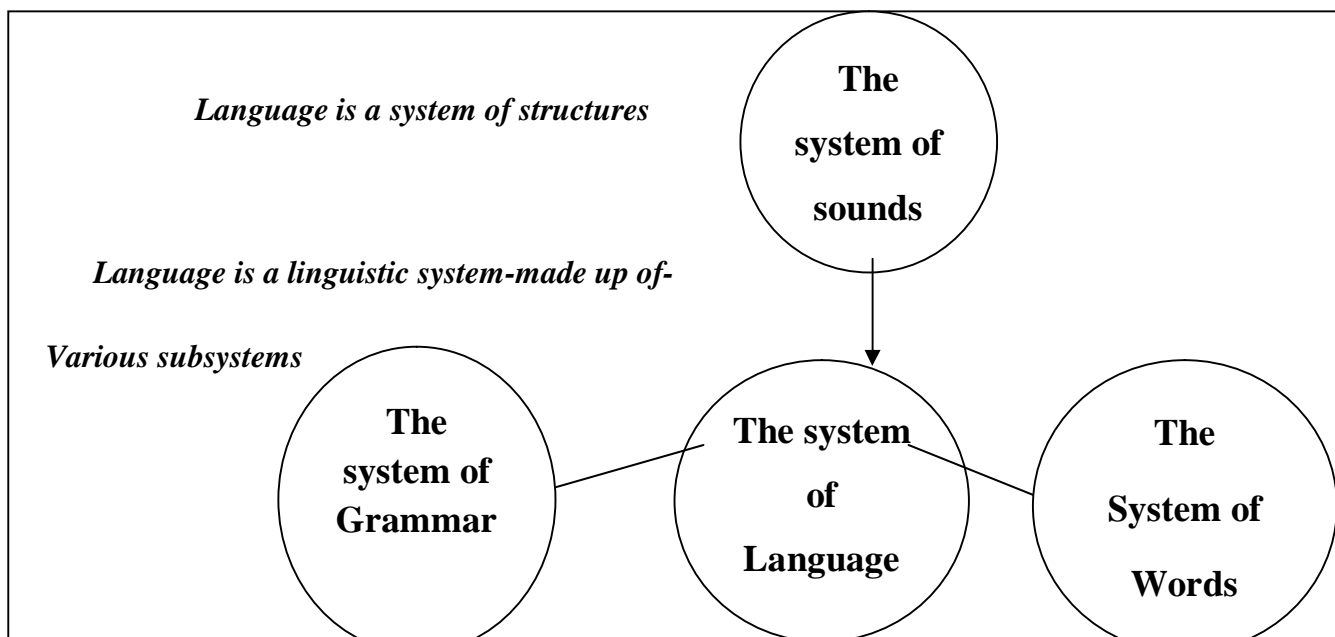 Language is a system of structures
The
system of
sounds
Language is a linguistic system-made up of-
Various subsystems
The
system of
Grammar
The system
of
Language
The
System of
Words